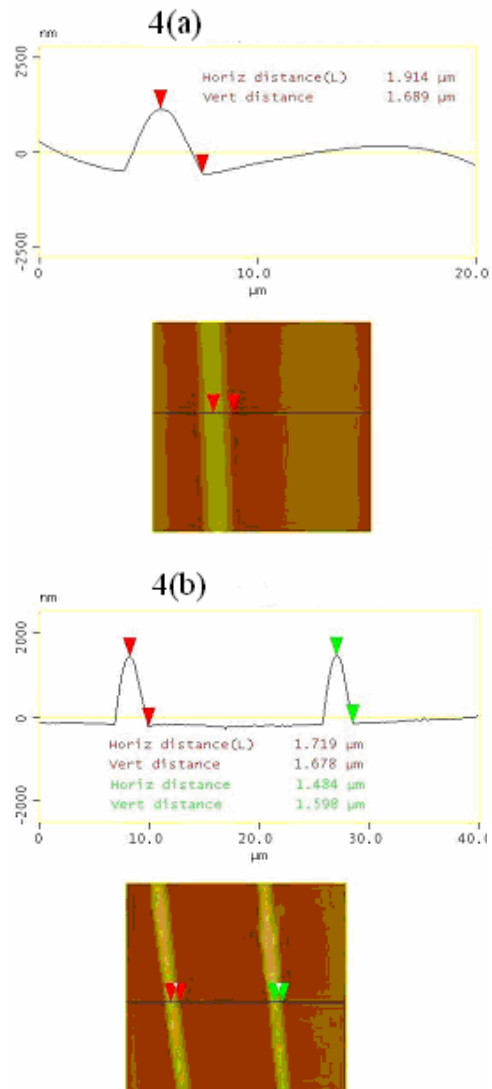 4(a)
nm
2500
Horiz distance(L) 1.914 µm
Vert distance 1.689 µm
0
-2500
0 10.0 20.0
µm
4(b)
nm
2000
0
Horiz distance(L) 1.719 µm
Vert distance 1.678 µm
Horiz distance 1.484 µm
Vert distance 1.598 µm
-2000
0 10.0 20.0 30.0 40.0
µm